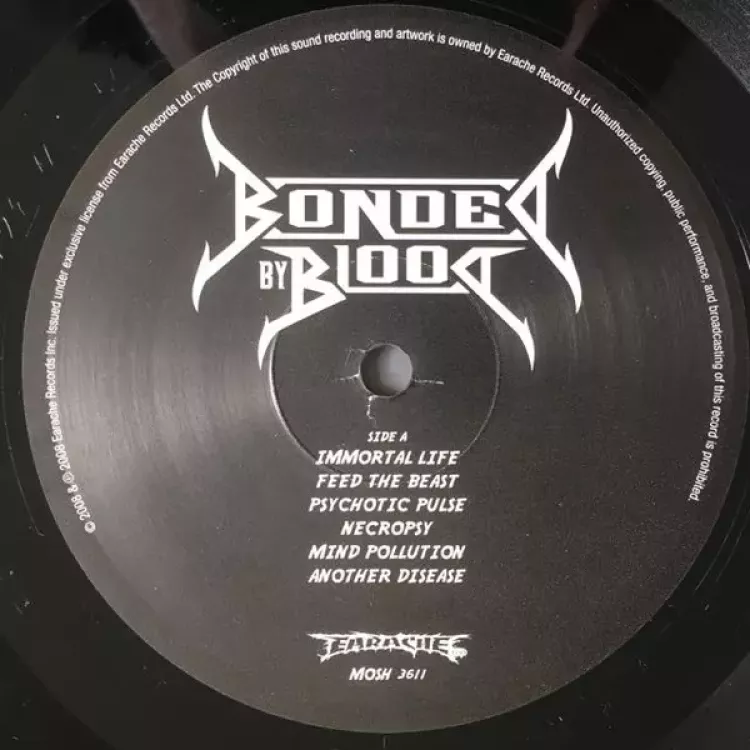 © 2008 & ℗ 2008 Earache Records Inc. Issued under exclusive license from Earache Records Ltd. The Copyright of this sound recording and artwork is owned by Earache Records Ltd. Unauthorized copying, public performance, and broadcasting of this record is prohibited.
BONDED
BY BLOOD
SIDE A
IMMORTAL LIFE
FEED THE BEAST
PSYCHOTIC PULSE
NECROPSY
MIND POLLUTION
ANOTHER DISEASE
EARACHE
MOSH 3611